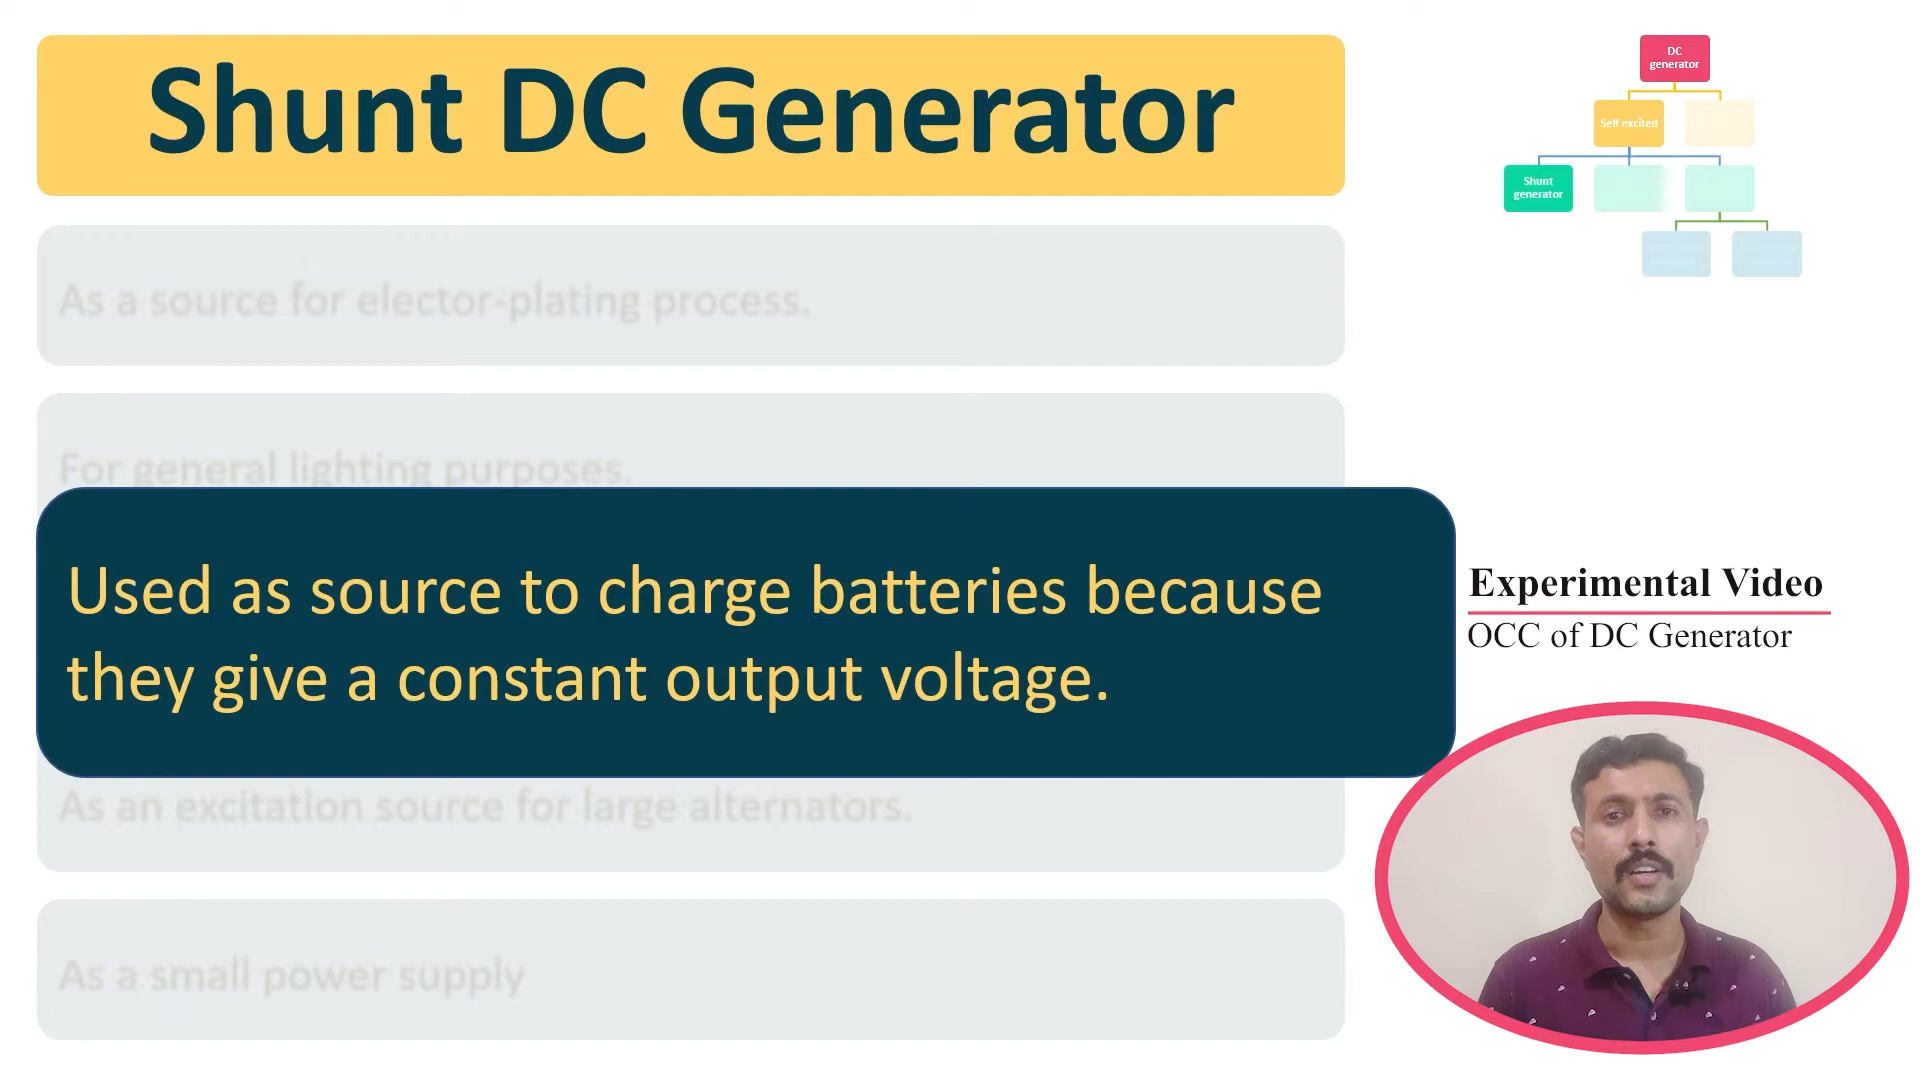 Shunt DC Generator
DC
generator
Self excited
Shunt
generator
As a source for elector-plating process.
For general lighting purposes.
Used as source to charge batteries because
they give a constant output voltage.
As an excitation source for large alternators.
As a small power supply
Experimental Video
OCC of DC Generator